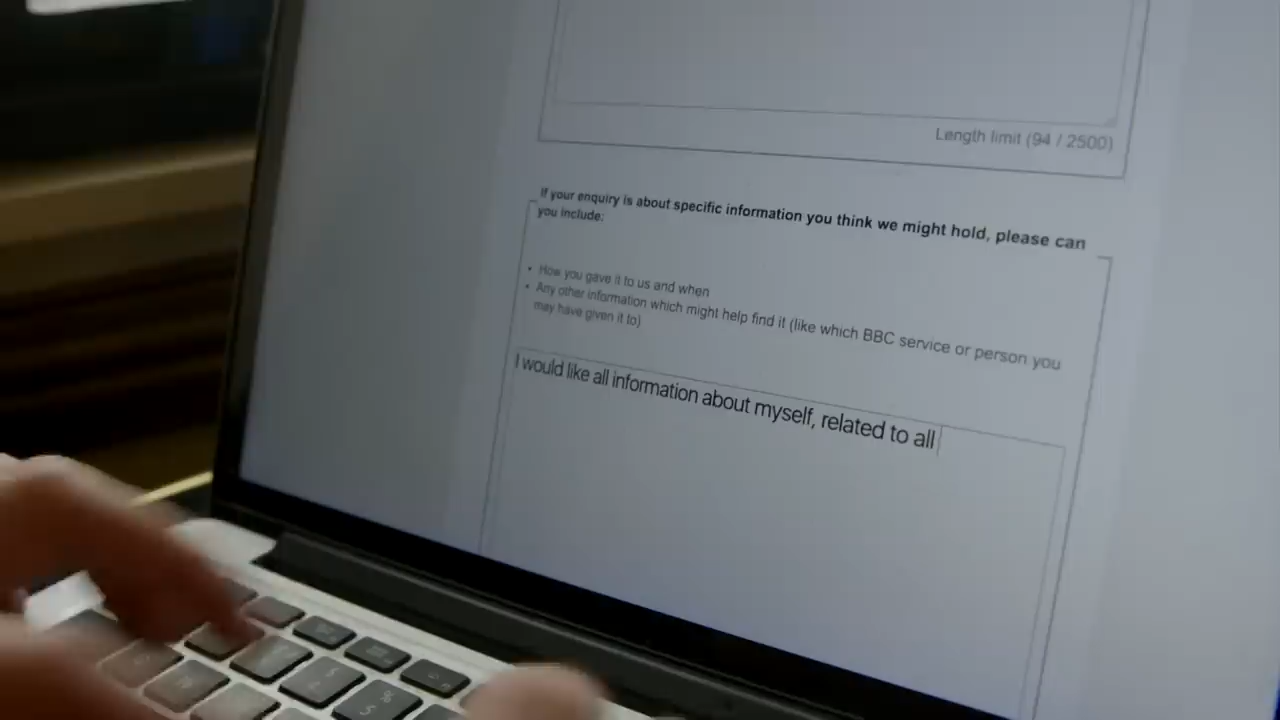 Length limit (94 / 2500)
If your enquiry is about specific information you think we might hold, please can
you include:
• How you gave it to us and when
• Any other information which might help find it (like which BBC service or person you
may have given it to)
I would like all information about myself, related to all